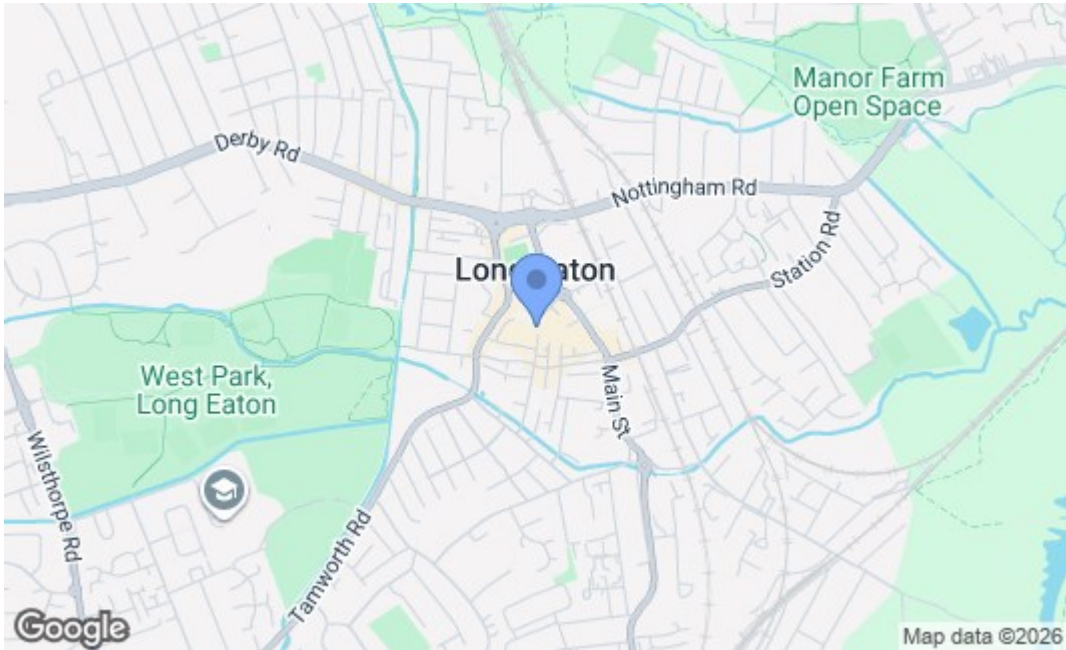 Manor Farm
Open Space
Derby Rd
Nottingham Rd
Long Eaton
Station Rd
West Park,
Long Eaton
Main St
Wilsthorpe Rd
Tamworth Rd
Google
Map data ©2026